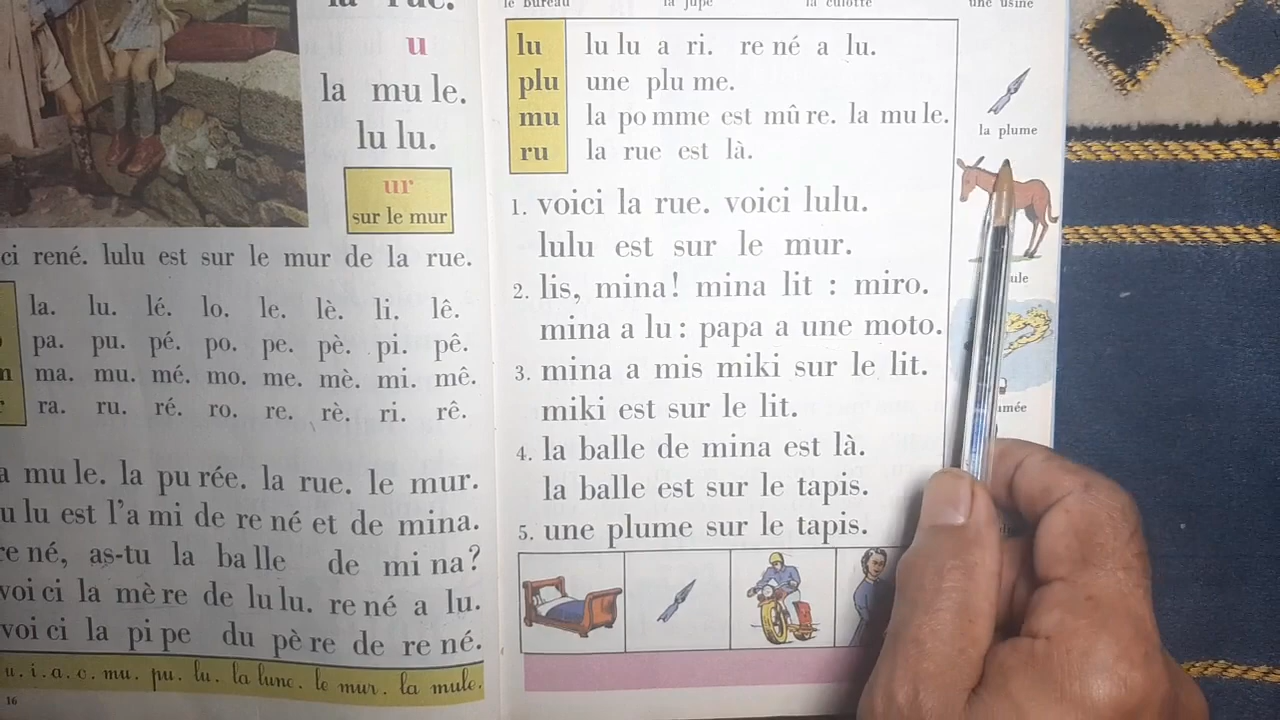 la rue.
u
la mu le.
lu lu.
ur
sur le mur
ci rené. lulu est sur le mur de la rue.
la. lu. lé. lo. le. lè. li. lê.
pa. pu. pé. po. pe. pè. pi. pê.
m ma. mu. mé. mo. me. mè. mi. mê.
r ra. ru. ré. ro. re. rè. ri. rê.
a mu le. la pu rée. la rue. le mur.
u lu est l'a mi de re né et de mina.
re né, as-tu la ba lle de mi na?
voi ci la mè re de lu lu. re né a lu.
voi ci la pi pe du pè re de re né.
u. i. a. o. mu. pu. lu. la lune. le mur. la mule.
16
le bureau la jupe la culotte une usine
lu lu lu a ri. re né a lu.
plu une plu me.
mu la po mme est mû re. la mu le.
ru la rue est là.
la plume
ule
umée
1. voici la rue. voici lulu.
lulu est sur le mur.
2. lis, mina! mina lit : miro.
mina a lu : papa a une moto.
3. mina a mis miki sur le lit.
miki est sur le lit.
4. la balle de mina est là.
la balle est sur le tapis.
5. une plume sur le tapis.